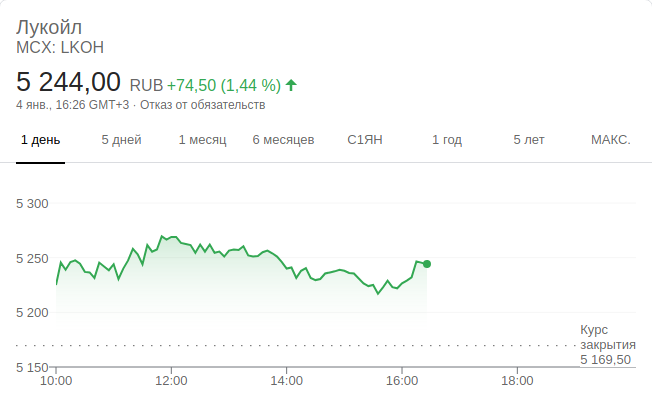 Лукойл
MCX: LKOH
5 244,00 RUB +74,50 (1,44 %)
4 янв., 16:26 GMT+3 · Отказ от обязательств
1 день 5 дней 1 месяц 6 месяцев С1ЯН 1 год 5 лет МАКС.
5 300
5 250
5 200
Курс
закрытия
5 169,50
5 150
10:00 12:00 14:00 16:00 18:00